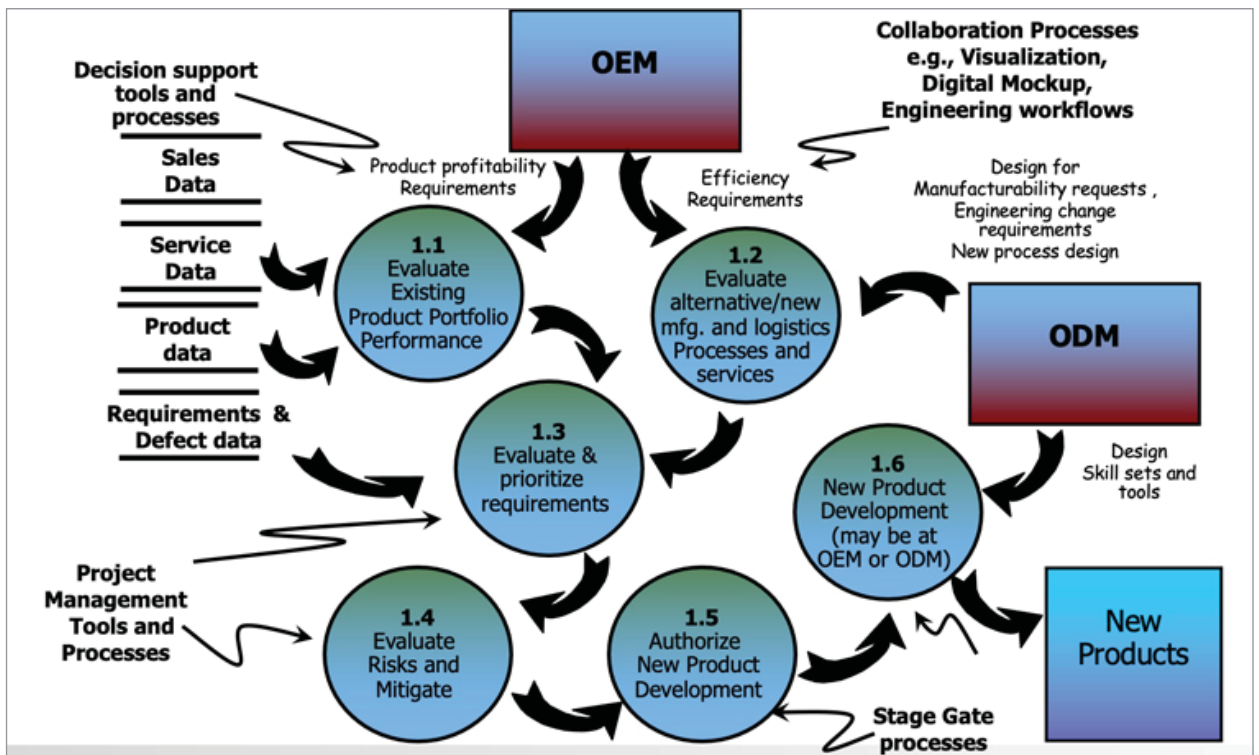 OEM
Collaboration Processes
e.g., Visualization,
Digital Mockup,
Engineering workflows
Decision support
tools and
processes
Sales
Data
Service
Data
Product
data
Requirements &
Defect data
Product profitability
Requirements
Efficiency
Requirements
Design for
Manufacturability requests ,
Engineering change
requirements
New process design
1.1
Evaluate
Existing
Product Portfolio
Performance
1.2
Evaluate
alternative/new
mfg. and logistics
Processes and
services
ODM
1.3
Evaluate &
prioritize
requirements
1.6
New Product
Development
(may be at
OEM or ODM)
Design
Skill sets and
tools
Project
Management
Tools and
Processes
1.4
Evaluate
Risks and
Mitigate
1.5
Authorize
New Product
Development
New
Products
Stage Gate
processes